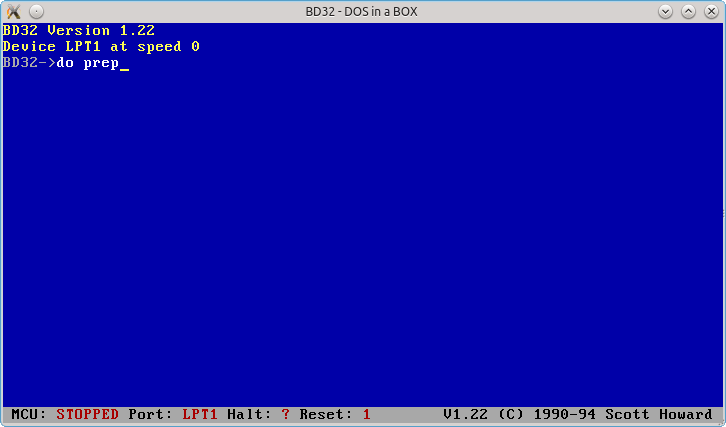 BD32 - DOS in a BOX
BD32 Version 1.22
Device LPT1 at speed 0
BD32->do prep_
MCU: STOPPED Port: LPT1 Halt: ? Reset: 1 V1.22 (C) 1990-94 Scott Howard